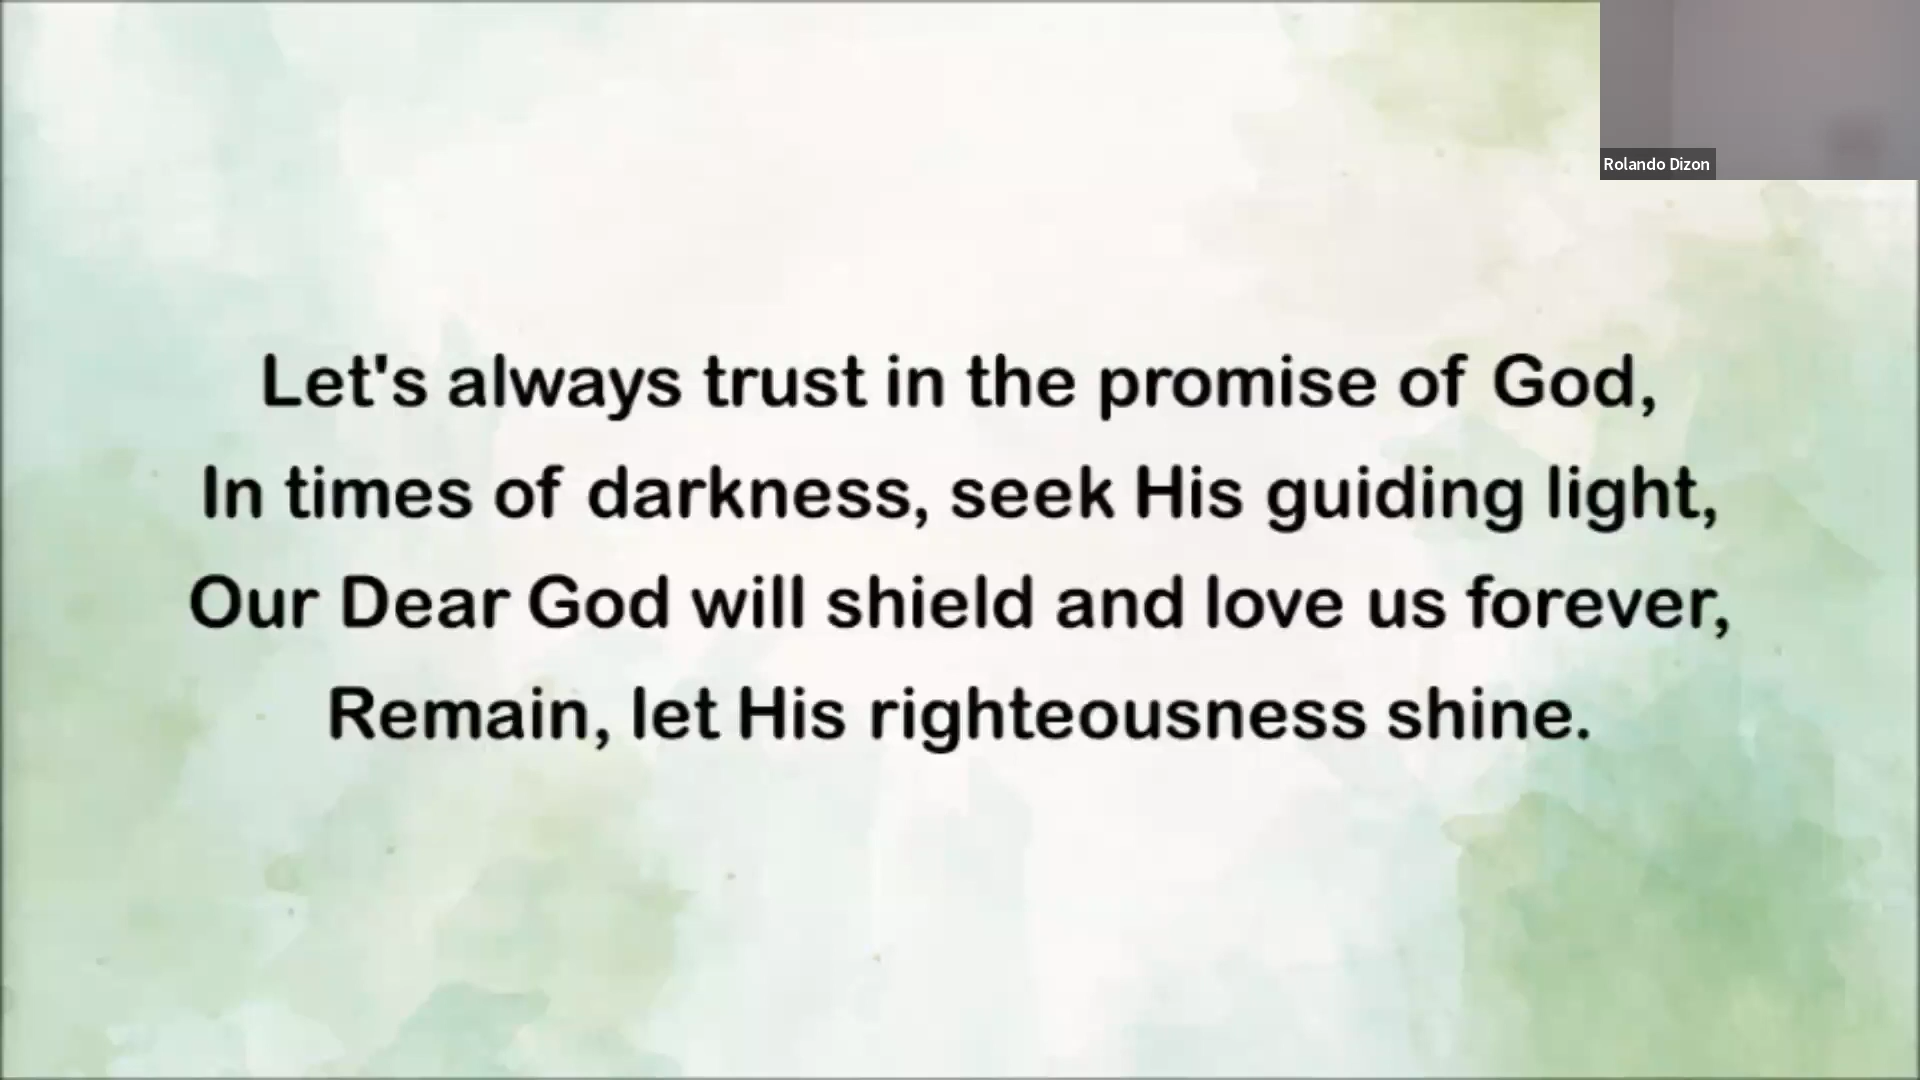 Rolando Dizon
Let's always trust in the promise of God,
In times of darkness, seek His guiding light,
Our Dear God will shield and love us forever,
Remain, let His righteousness shine.